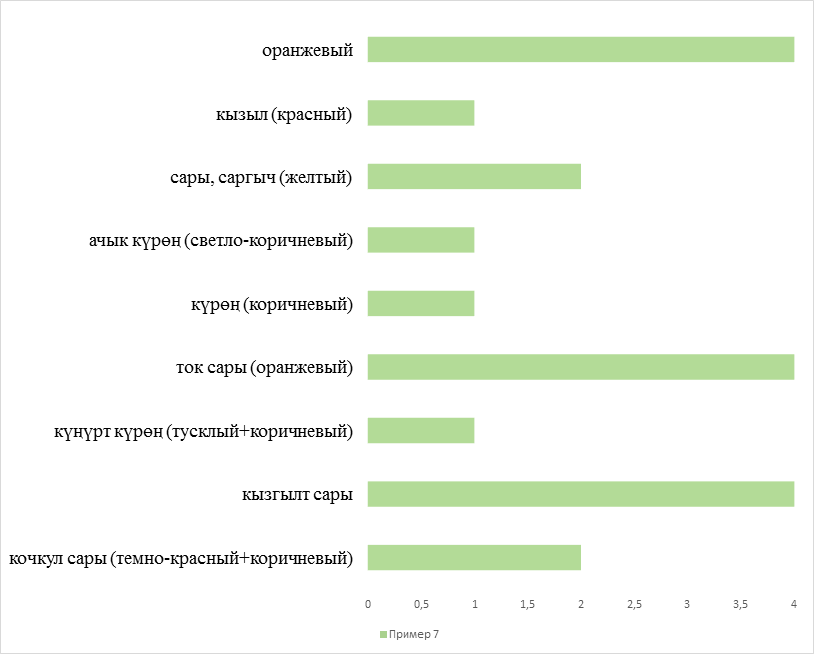 оранжевый
кызыл (красный)
сары, саргыч (желтый)
ачык күрөң (светло-коричневый)
күрөң (коричневый)
ток сары (оранжевый)
күңүрт күрөң (тусклый+коричневый)
кызгылт сары
кочкул сары (темно-красный+коричневый)
0 0,5 1 1,5 2 2,5 3 3,5 4
Пример 7